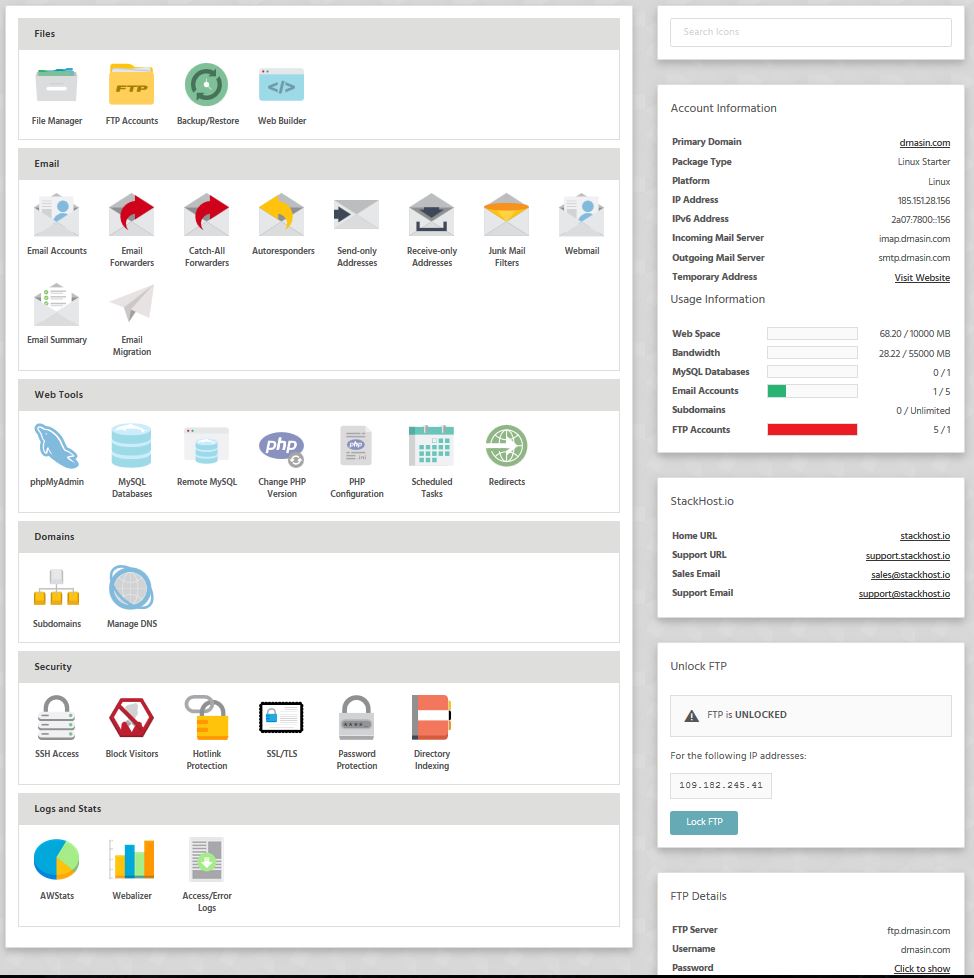 Files
FTP
</>
File Manager
FTP Accounts
Backup/Restore
Web Builder
Email
Email Accounts
Email
Forwarders
Catch-All
Forwarders
Autoresponders
Send-only
Addresses
Receive-only
Addresses
Junk Mail
Filters
Webmail
Email Summary
Email
Migration
Web Tools
php
php
.ini
phpMyAdmin
MySQL
Databases
Remote MySQL
Change PHP
Version
PHP
Configuration
Scheduled
Tasks
Redirects
Domains
Subdomains
Manage DNS
Security
****
SSH Access
Block Visitors
Hotlink
Protection
SSL/TLS
Password
Protection
Directory
Indexing
Logs and Stats
AWStats
Webalizer
Access/Error
Logs
Search Icons
Account Information
Primary Domain drnasin.com
Package Type Linux Starter
Platform Linux
IP Address 185.151.28.156
IPv6 Address 2a07:7800::156
Incoming Mail Server imap.drnasin.com
Outgoing Mail Server smtp.drnasin.com
Temporary Address Visit Website
Usage Information
Web Space 68.20 / 10000 MB
Bandwidth 28.22 / 55000 MB
MySQL Databases 0 / 1
Email Accounts 1 / 5
Subdomains 0 / Unlimited
FTP Accounts 5 / 1
StackHost.io
Home URL stackhost.io
Support URL support.stackhost.io
Sales Email sales@stackhost.io
Support Email support@stackhost.io
Unlock FTP
FTP is UNLOCKED
For the following IP addresses:
109.182.245.41
Lock FTP
FTP Details
FTP Server ftp.drnasin.com
Username drnasin.com
Password Click to show